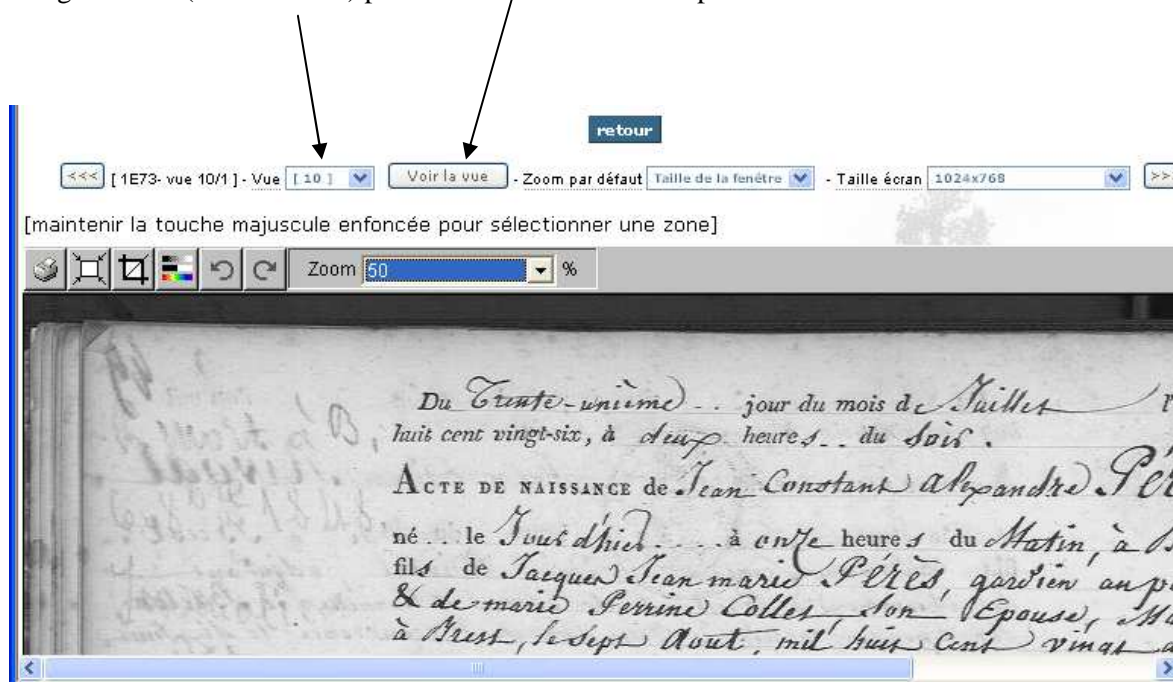 retour
<<< [ 1E73- vue 10/1 ] - Vue [ 10 ] Voir la vue - Zoom par défaut Taille de la fenêtre - Taille écran 1024x768 >>
[maintenir la touche majuscule enfoncée pour sélectionner une zone]
Zoom 50 %
Du Trente-unième jour du mois de Juillet
huit cent vingt-six, à deux heures du soir.
ACTE DE NAISSANCE de Jean Constant Alexandre Pér
né le Jour d'hier à onze heures du Matin, à
fils de Jacques Jean marie Pérès, gardien au p
& de marie Perrine Colles, son Epouse, Ma
à Brest, le Sept Aout, mil huit Cent vingt